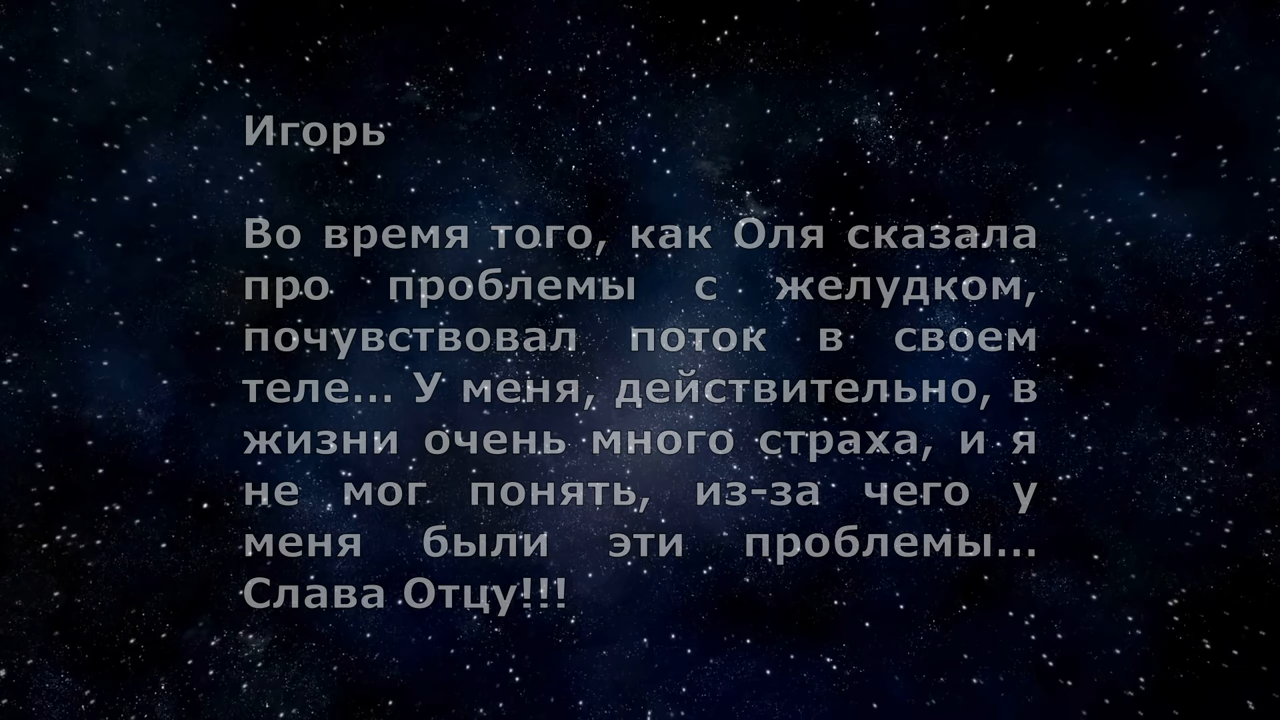 Игорь
Во время того, как Оля сказала
про проблемы с желудком,
почувствовал поток в своем
теле... У меня, действительно, в
жизни очень много страха, и я
не мог понять, из-за чего у
меня были эти проблемы...
Слава Отцу!!!